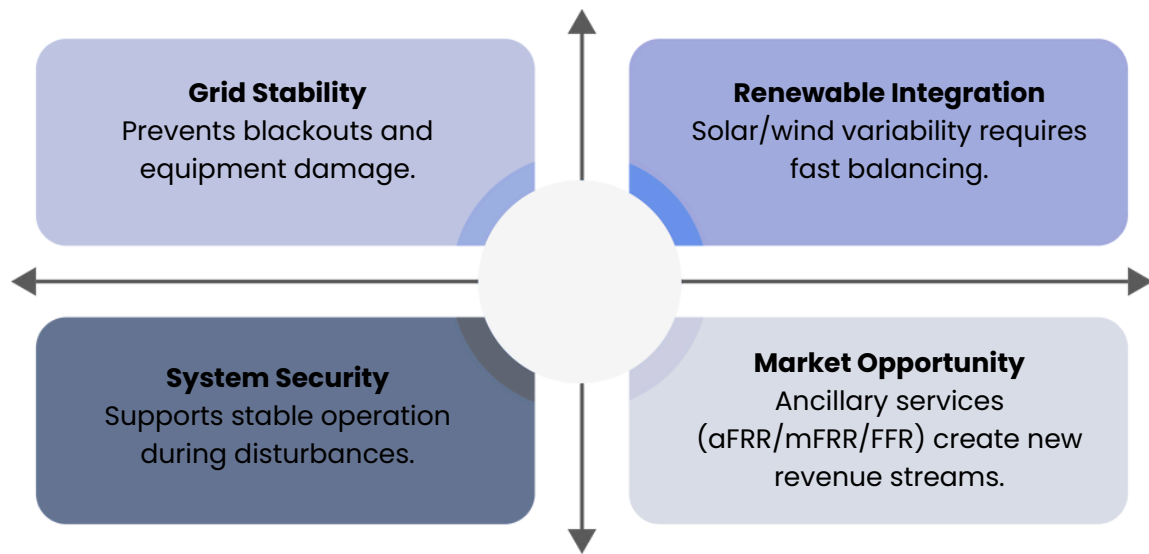 Grid Stability
Prevents blackouts and
equipment damage.
Renewable Integration
Solar/wind variability requires
fast balancing.
System Security
Supports stable operation
during disturbances.
Market Opportunity
Ancillary services
(aFRR/mFRR/FFR) create new
revenue streams.